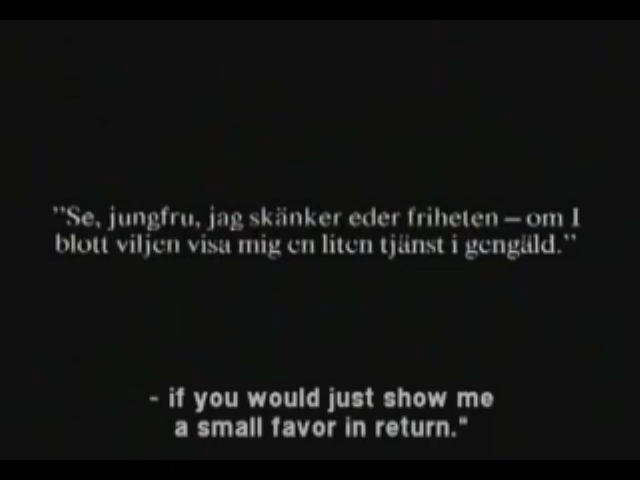 "Se, jungfru, jag skänker eder friheten – om I
blott viljen visa mig en liten tjänst i gengäld."
- if you would just show me
a small favor in return."